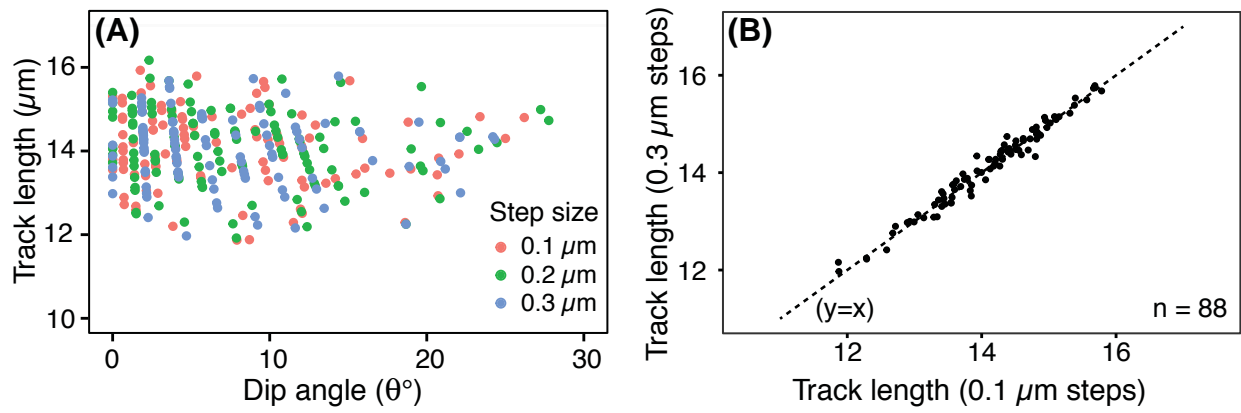 (A)
Track length (µm)
16
14
12
10
0
10
20
30
Dip angle (θ°)
Step size
0.1 µm
0.2 µm
0.3 µm
(B)
Track length (0.3 µm steps)
16
14
12
12
14
16
Track length (0.1 µm steps)
(y=x)
n = 88